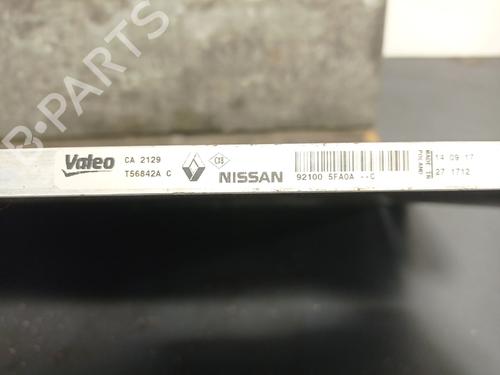 B-PARTS
Valeo CA 2129
T56842A C
NISSAN
92100 5FA0A --C
MADE IN
POLAND
14 09 17
27 1712